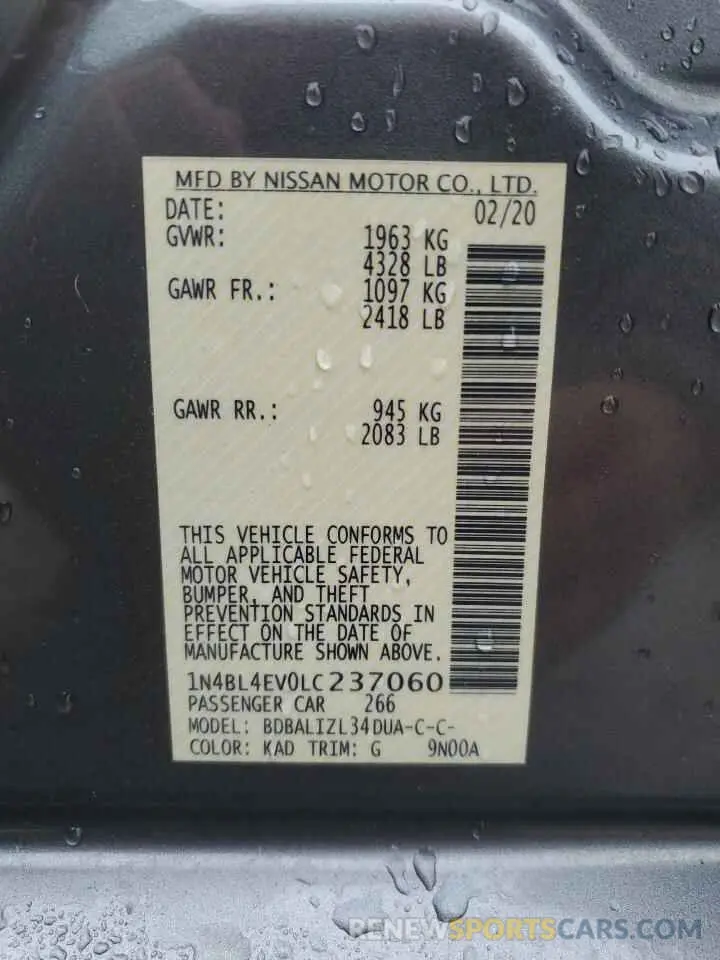 MFD BY NISSAN MOTOR CO., LTD.
DATE: 02/20
GVWR: 1963 KG
4328 LB
GAWR FR.: 1097 KG
2418 LB
GAWR RR.: 945 KG
2083 LB
THIS VEHICLE CONFORMS TO
ALL APPLICABLE FEDERAL
MOTOR VEHICLE SAFETY,
BUMPER, AND THEFT
PREVENTION STANDARDS IN
EFFECT ON THE DATE OF
MANUFACTURE SHOWN ABOVE.
1N4BL4EV0LC237060
PASSENGER CAR 266
MODEL: BDBALIZL34DUA-C-C-
COLOR: KAD TRIM: G 9N00A
RENEWSPORTSCARS.COM